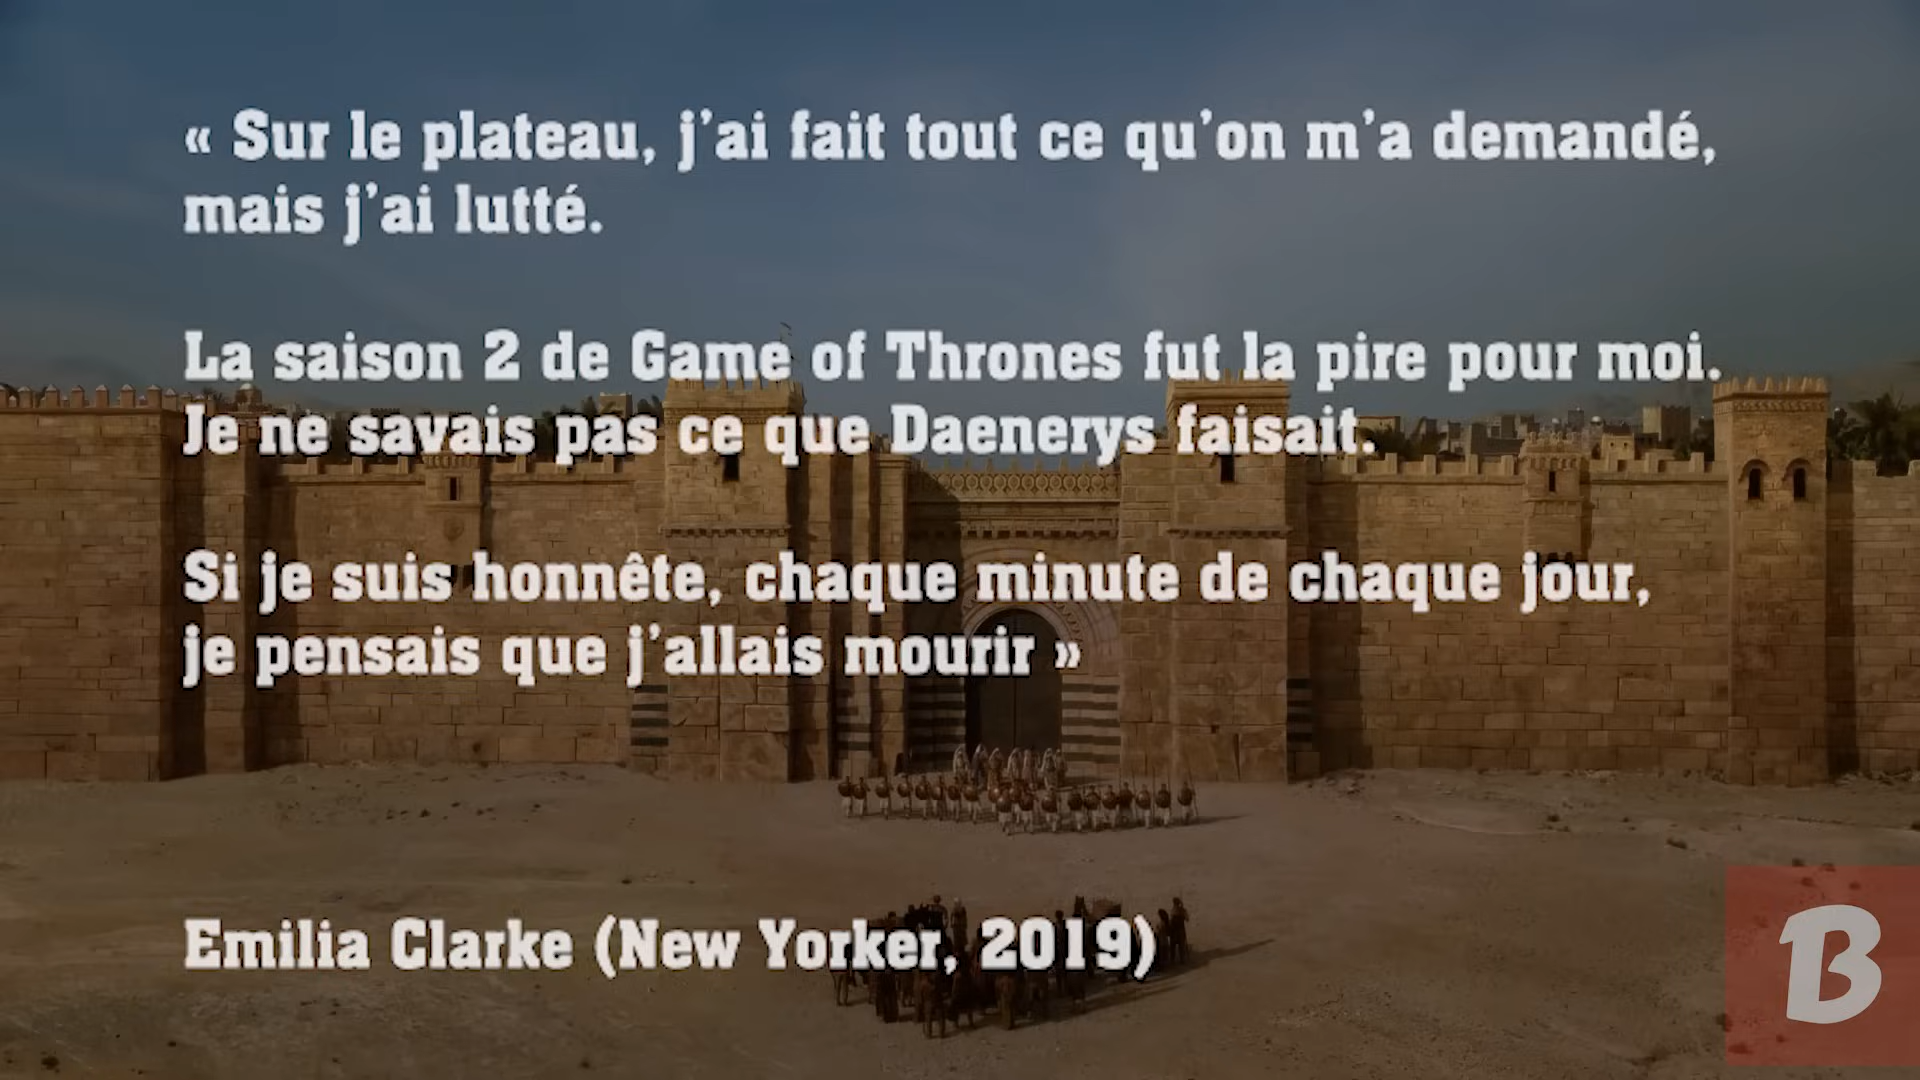 « Sur le plateau, j’ai fait tout ce qu’on m’a demandé,
mais j’ai lutté.
La saison 2 de Game of Thrones fut la pire pour moi.
Je ne savais pas ce que Daenerys faisait.
Si je suis honnête, chaque minute de chaque jour,
je pensais que j’allais mourir »
Emilia Clarke (New Yorker, 2019)
B